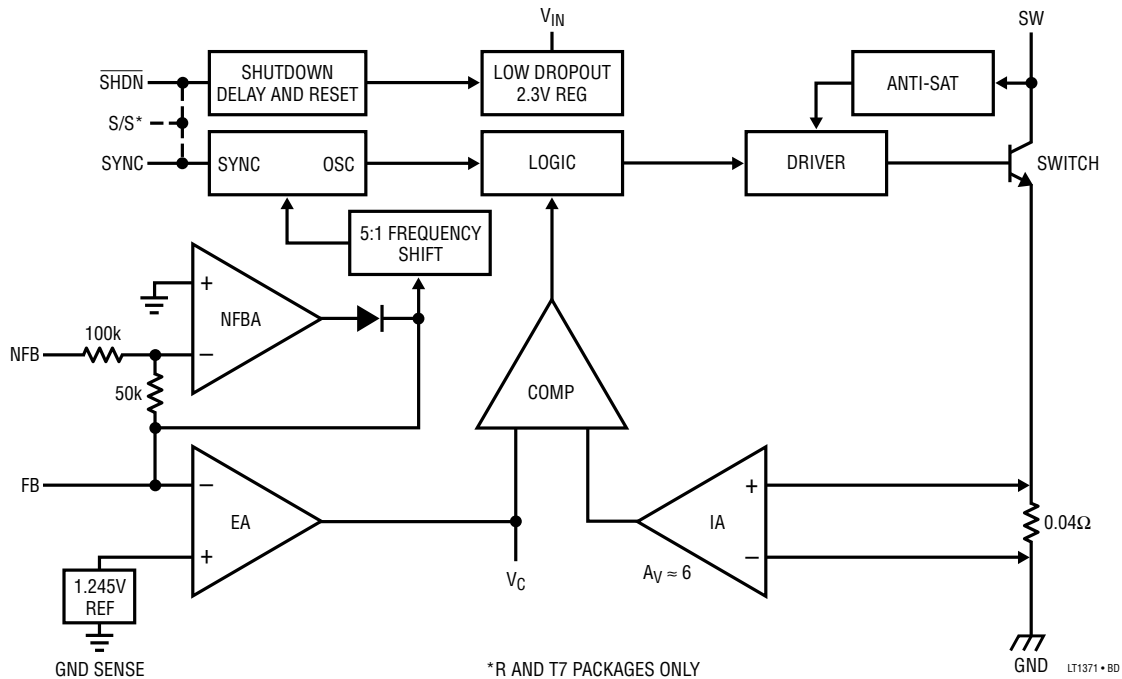 V_IN
SW
SHDN
SHUTDOWN
DELAY AND RESET
LOW DROPOUT
2.3V REG
ANTI-SAT
S/S*
SYNC
SYNC
OSC
LOGIC
DRIVER
SWITCH
5:1 FREQUENCY
SHIFT
+
NFBA
–
NFB
100k
50k
COMP
FB
–
EA
+
+
IA
–
0.04Ω
A_V ≈ 6
V_C
1.245V
REF
GND SENSE
*R AND T7 PACKAGES ONLY
GND
LT1371 • BD